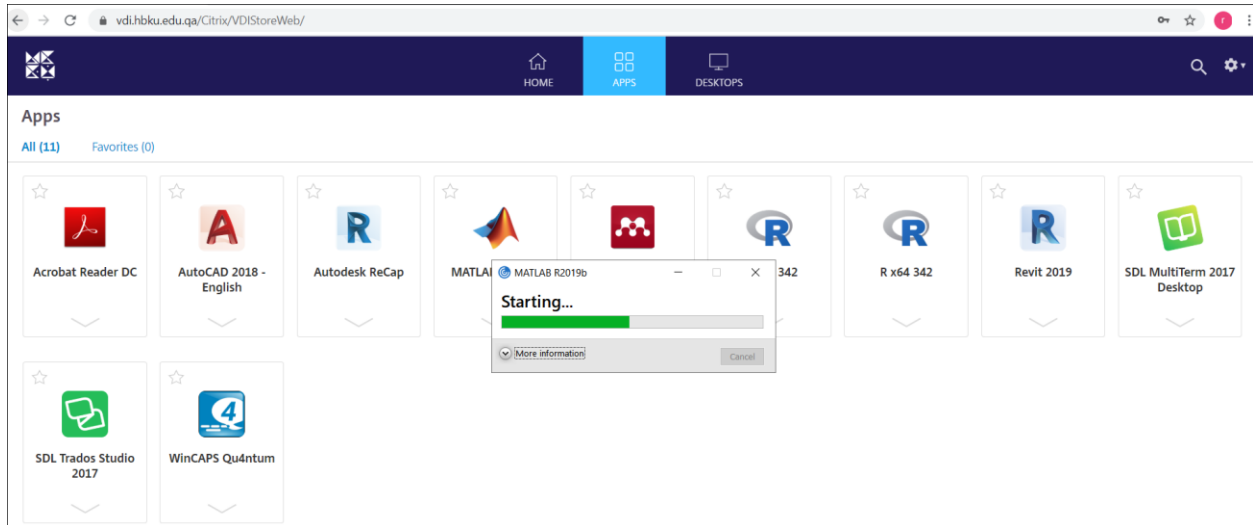 vdi.hbku.edu.qa/Citrix/VDIStoreWeb/
r
HOME
APPS
DESKTOPS
Apps
All (11)
Favorites (0)
Acrobat Reader DC
AutoCAD 2018 -
English
Autodesk ReCap
MATLAB
342
R x64 342
Revit 2019
SDL MultiTerm 2017
Desktop
MATLAB R2019b
Starting...
More information
Cancel
SDL Trados Studio
2017
WinCAPS Qu4ntum